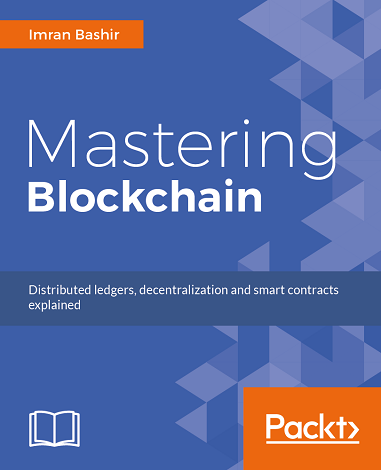 Imran Bashir
Mastering
Blockchain
Distributed ledgers, decentralization and smart contracts
explained
Packt>